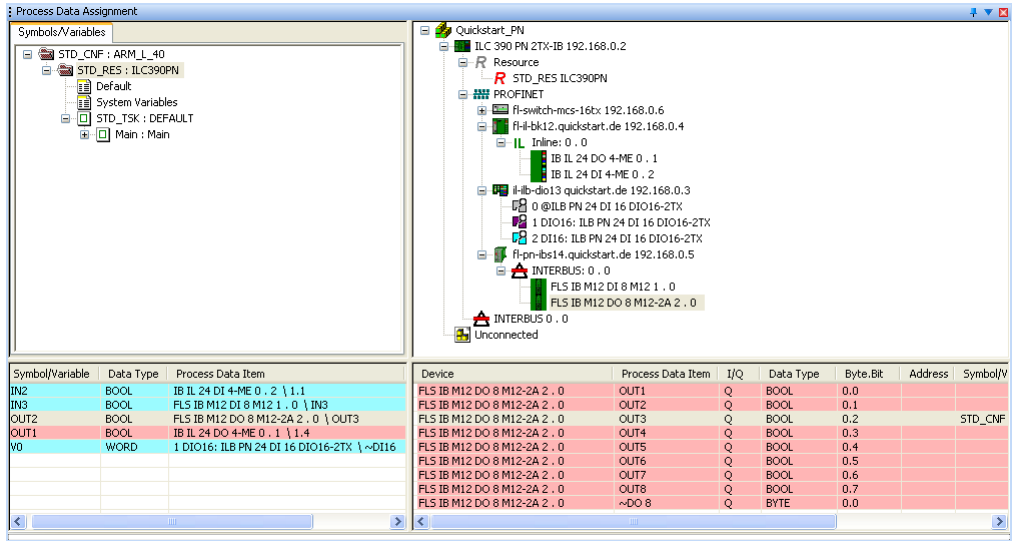 Process Data Assignment
Symbols/Variables
STD_CNF : ARM_L_40
STD_RES : ILC390PN
Default
System Variables
STD_TSK : DEFAULT
Main : Main
Quickstart_PN
ILC 390 PN 2TX-IB 192.168.0.2
R Resource
R STD_RES ILC390PN
PROFINET
fl-switch-mcs-16tx 192.168.0.6
fl-il-bk12.quickstart.de 192.168.0.4
IL Inline: 0 . 0
IB IL 24 DO 4-ME 0 . 1
IB IL 24 DI 4-ME 0 . 2
il-ilb-dio13 quickstart.de 192.168.0.3
0 @ILB PN 24 DI 16 DIO16-2TX
1 DIO16: ILB PN 24 DI 16 DIO16-2TX
2 DI16: ILB PN 24 DI 16 DIO16-2TX
fl-pn-ibs14.quickstart.de 192.168.0.5
INTERBUS: 0 . 0
FLS IB M12 DI 8 M12 1 . 0
FLS IB M12 DO 8 M12-2A 2 . 0
INTERBUS 0 . 0
Unconnected
Symbol/Variable Data Type Process Data Item
IN2 BOOL IB IL 24 DI 4-ME 0 . 2 \ 1.1
IN3 BOOL FLS IB M12 DI 8 M12 1 . 0 \ IN3
OUT2 BOOL FLS IB M12 DO 8 M12-2A 2 . 0 \ OUT3
OUT1 BOOL IB IL 24 DO 4-ME 0 . 1 \ 1.4
V0 WORD 1 DIO16: ILB PN 24 DI 16 DIO16-2TX \ ~DI16
Device Process Data Item I/Q Data Type Byte.Bit Address Symbol/V
FLS IB M12 DO 8 M12-2A 2 . 0 OUT1 Q BOOL 0.0
FLS IB M12 DO 8 M12-2A 2 . 0 OUT2 Q BOOL 0.1
FLS IB M12 DO 8 M12-2A 2 . 0 OUT3 Q BOOL 0.2 STD_CNF
FLS IB M12 DO 8 M12-2A 2 . 0 OUT4 Q BOOL 0.3
FLS IB M12 DO 8 M12-2A 2 . 0 OUT5 Q BOOL 0.4
FLS IB M12 DO 8 M12-2A 2 . 0 OUT6 Q BOOL 0.5
FLS IB M12 DO 8 M12-2A 2 . 0 OUT7 Q BOOL 0.6
FLS IB M12 DO 8 M12-2A 2 . 0 OUT8 Q BOOL 0.7
FLS IB M12 DO 8 M12-2A 2 . 0 ~DO 8 Q BYTE 0.0